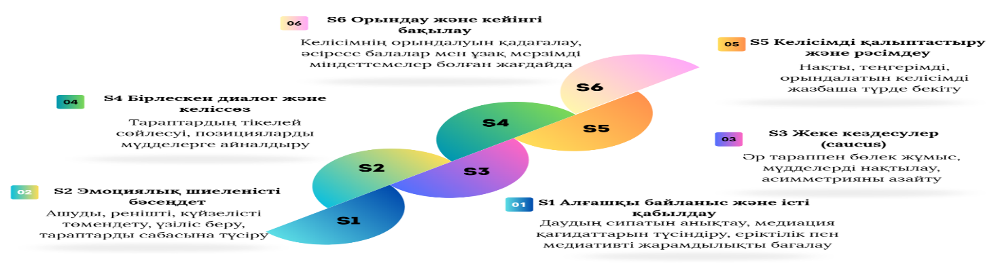 06
S6 Орындау және кейінгі
бақылау
Келісімнің орындалуын қадағалау,
әсіресе балалар мен ұзақ мерзімді
міндеттемелер болған жағдайда
05
S5 Келісімді қалыптастыру
және рәсімдеу
Нақты, теңгерімді,
орындалатын келісімді
жазбаша түрде бекіту
04
S4 Бірлескен диалог және
келіссөз
Тараптардың тікелей
сөйлесуі, позицияларды
мүдделерге айналдыру
03
S3 Жеке кездесулер
(caucus)
Әр тараппен бөлек жұмыс,
мүдделерді нақтылау,
асимметрияны азайту
02
S2 Эмоциялық шиеленісті
бәсеңдет
Ашуды, ренішті, күйзелісті
төмендету, үзіліс беру,
тараптарды сабасына түсіру
01
S1 Алғашқы байланыс және істі
қабылдау
Даудың сипатын анықтау, медиация
қағидаттарын түсіндіру, еріктілік пен
медиативті жарамдылықты бағалау
S6
S5
S4
S3
S2
S1